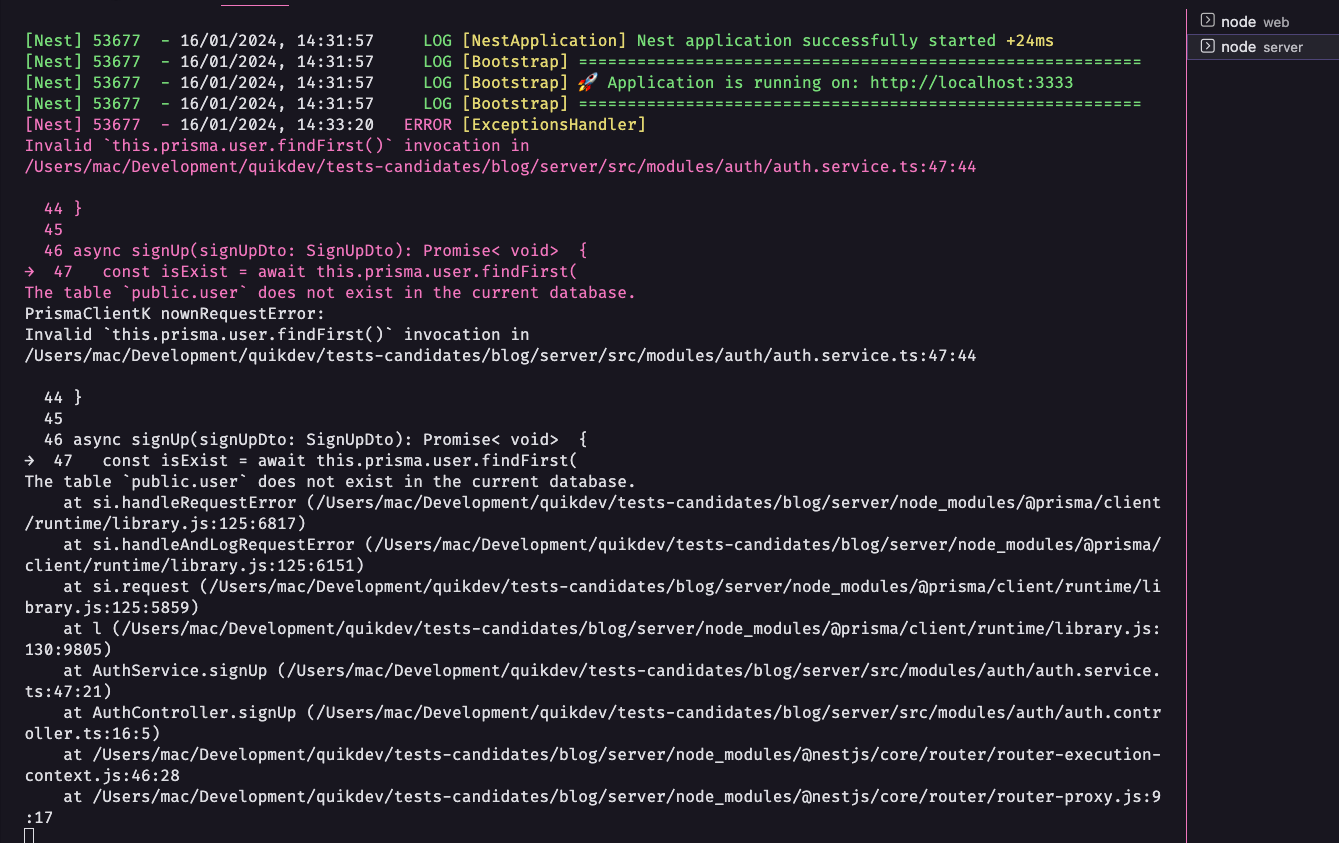 [Nest] 53677  - 16/01/2024, 14:31:57     LOG [NestApplication] Nest application successfully started +24ms
[Nest] 53677  - 16/01/2024, 14:31:57     LOG [Bootstrap] ==========================================================
[Nest] 53677  - 16/01/2024, 14:31:57     LOG [Bootstrap] 🚀 Application is running on: http://localhost:3333
[Nest] 53677  - 16/01/2024, 14:31:57     LOG [Bootstrap] ==========================================================
[Nest] 53677  - 16/01/2024, 14:33:20   ERROR [ExceptionsHandler]
Invalid `this.prisma.user.findFirst()` invocation in
/Users/mac/Development/quikdev/tests-candidates/blog/server/src/modules/auth/auth.service.ts:47:44
  44 }
  45
  46 async signUp(signUpDto: SignUpDto): Promise< void>  {
→  47   const isExist = await this.prisma.user.findFirst(
The table `public.user` does not exist in the current database.
PrismaClientK nownRequestError:
Invalid `this.prisma.user.findFirst()` invocation in
/Users/mac/Development/quikdev/tests-candidates/blog/server/src/modules/auth/auth.service.ts:47:44
  44 }
  45
  46 async signUp(signUpDto: SignUpDto): Promise< void>  {
→  47   const isExist = await this.prisma.user.findFirst(
The table `public.user` does not exist in the current database.
    at si.handleRequestError (/Users/mac/Development/quikdev/tests-candidates/blog/server/node_modules/@prisma/client
/runtime/library.js:125:6817)
    at si.handleAndLogRequestError (/Users/mac/Development/quikdev/tests-candidates/blog/server/node_modules/@prisma/
client/runtime/library.js:125:6151)
    at si.request (/Users/mac/Development/quikdev/tests-candidates/blog/server/node_modules/@prisma/client/runtime/li
brary.js:125:5859)
    at l (/Users/mac/Development/quikdev/tests-candidates/blog/server/node_modules/@prisma/client/runtime/library.js:
130:9805)
    at AuthService.signUp (/Users/mac/Development/quikdev/tests-candidates/blog/server/src/modules/auth/auth.service.
ts:47:21)
    at AuthController.signUp (/Users/mac/Development/quikdev/tests-candidates/blog/server/src/modules/auth/auth.contr
oller.ts:16:5)
    at /Users/mac/Development/quikdev/tests-candidates/blog/server/node_modules/@nestjs/core/router/router-execution-
context.js:46:28
    at /Users/mac/Development/quikdev/tests-candidates/blog/server/node_modules/@nestjs/core/router/router-proxy.js:9
:17
node web
node server